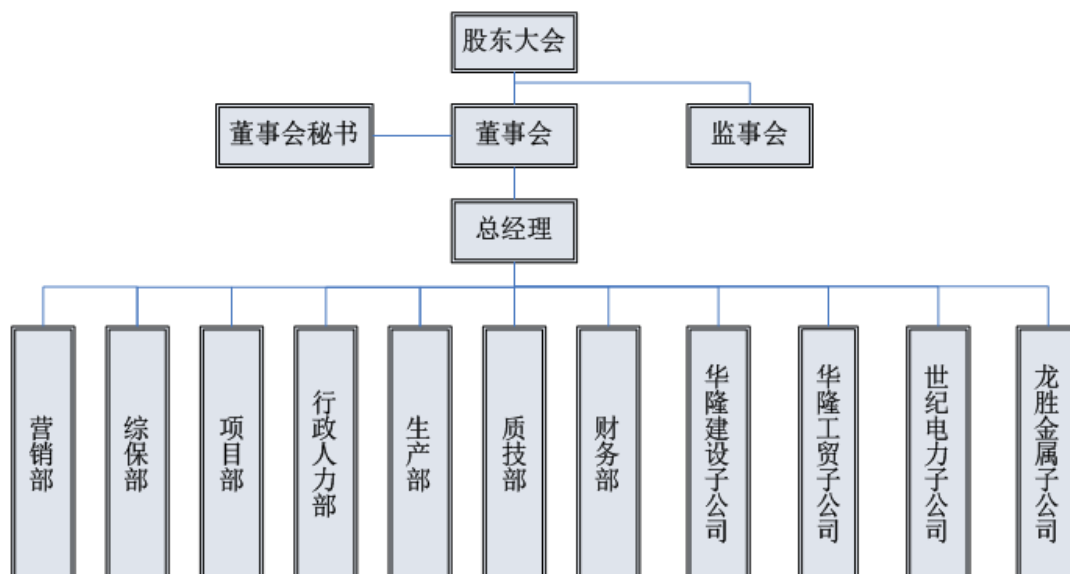 股东大会
董事会秘书
董事会
监事会
总经理
营销部
综保部
项目部
行政人力部
生产部
质技部
财务部
华隆建设子公司
华隆工贸子公司
世纪电力子公司
龙胜金属子公司